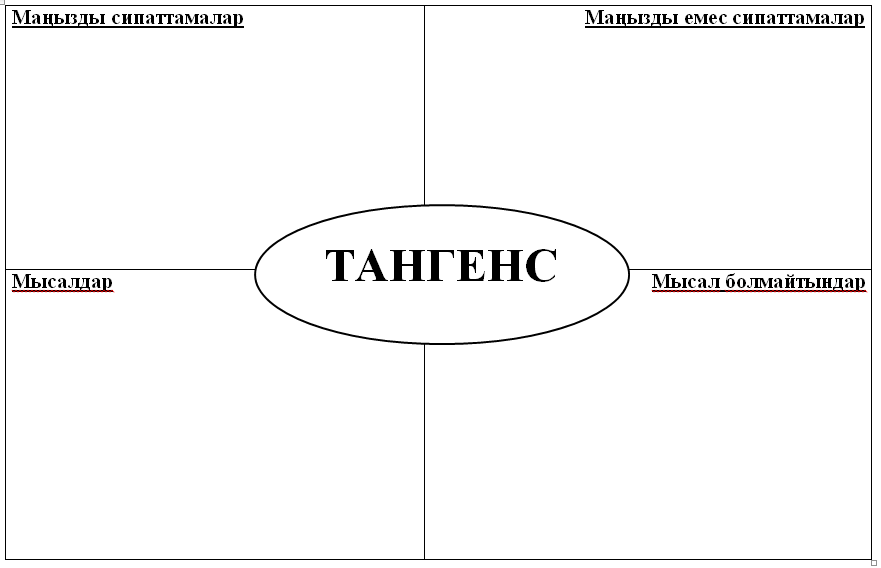 Маңызды сипаттамалар
Маңызды емес сипаттамалар
ТАНГЕНС
Мысалдар
Мысал болмайтындар